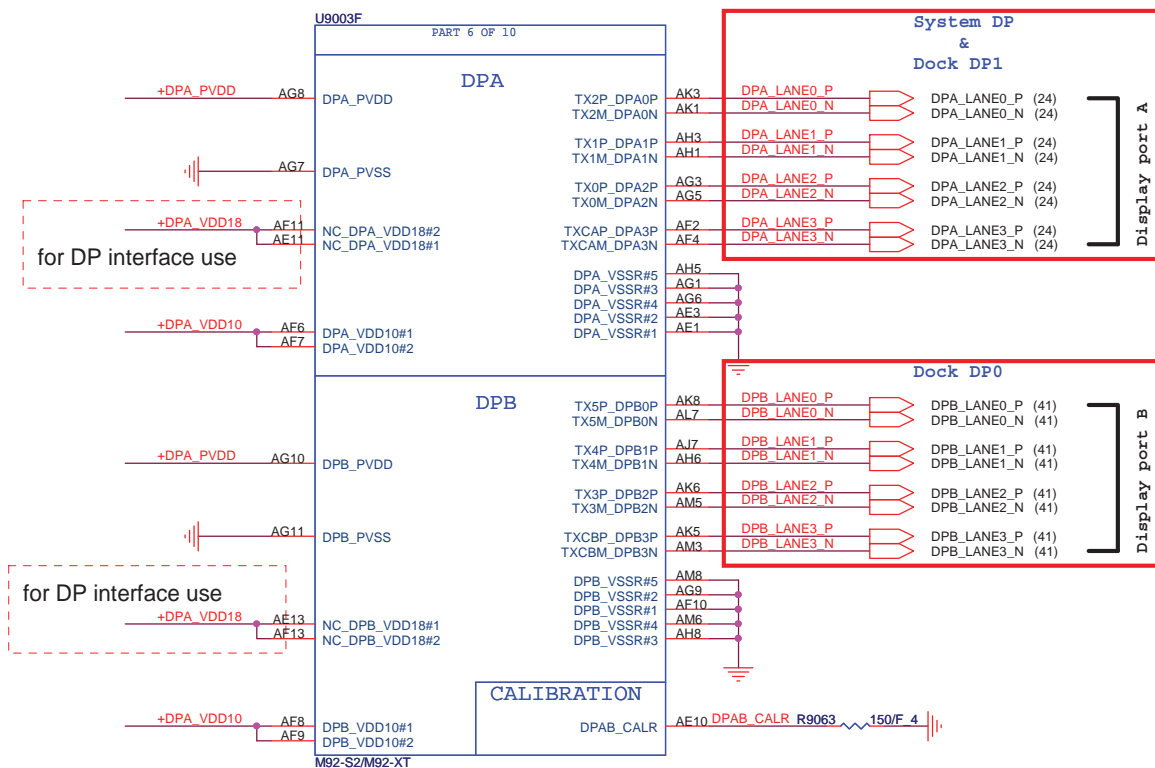 U9003F
PART 6 OF 10
System DP
&
Dock DP1
DPA
+DPA_PVDD AG8 DPA_PVDD
TX2P_DPA0P AK3 DPA_LANE0_P DPA_LANE0_P (24)
TX2M_DPA0N AK1 DPA_LANE0_N DPA_LANE0_N (24)
TX1P_DPA1P AH3 DPA_LANE1_P DPA_LANE1_P (24)
TX1M_DPA1N AH1 DPA_LANE1_N DPA_LANE1_N (24)
AG7 DPA_PVSS
TX0P_DPA2P AG3 DPA_LANE2_P DPA_LANE2_P (24)
TX0M_DPA2N AG5 DPA_LANE2_N DPA_LANE2_N (24)
+DPA_VDD18 AF11 NC_DPA_VDD18#2
AE11 NC_DPA_VDD18#1
for DP interface use
TXCAP_DPA3P AF2 DPA_LANE3_P DPA_LANE3_P (24)
TXCAM_DPA3N AF4 DPA_LANE3_N DPA_LANE3_N (24)
Display port A
DPA_VSSR#5 AH5
DPA_VSSR#3 AG1
DPA_VSSR#4 AG6
DPA_VSSR#2 AE3
DPA_VSSR#1 AE1
+DPA_VDD10 AF6 DPA_VDD10#1
AF7 DPA_VDD10#2
Dock DP0
DPB
TX5P_DPB0P AK8 DPB_LANE0_P DPB_LANE0_P (41)
TX5M_DPB0N AL7 DPB_LANE0_N DPB_LANE0_N (41)
TX4P_DPB1P AJ7 DPB_LANE1_P DPB_LANE1_P (41)
TX4M_DPB1N AH6 DPB_LANE1_N DPB_LANE1_N (41)
+DPA_PVDD AG10 DPB_PVDD
TX3P_DPB2P AK6 DPB_LANE2_P DPB_LANE2_P (41)
TX3M_DPB2N AM5 DPB_LANE2_N DPB_LANE2_N (41)
AG11 DPB_PVSS
TXCBP_DPB3P AK5 DPB_LANE3_P DPB_LANE3_P (41)
TXCBM_DPB3N AM3 DPB_LANE3_N DPB_LANE3_N (41)
Display port B
for DP interface use
+DPA_VDD18 AE13 NC_DPB_VDD18#1
AF13 NC_DPB_VDD18#2
DPB_VSSR#5 AM8
DPB_VSSR#2 AG9
DPB_VSSR#1 AF10
DPB_VSSR#4 AM6
DPB_VSSR#3 AH8
CALIBRATION
+DPA_VDD10 AF8 DPB_VDD10#1
AF9 DPB_VDD10#2
DPAB_CALR AE10 DPAB_CALR R9063 150/F_4
M92-S2/M92-XT